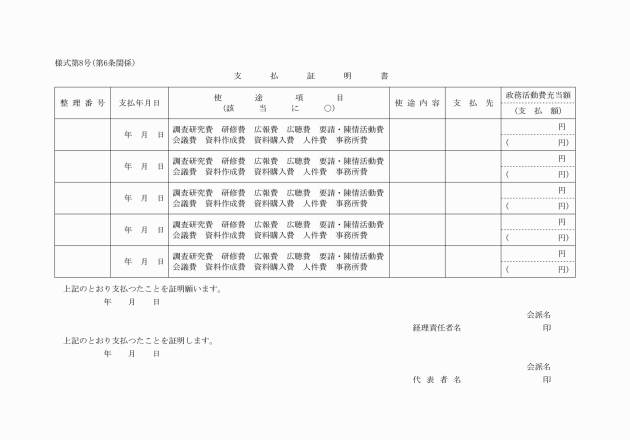 様式第8号(第6条関係)
支払証明書
整理番号 支払年月日 使途項目 使途内容 支払先 政務活動費充当額
(該当に○) (支払額)
年 月 日 調査研究費 研修費 広報費 広聴費 要請・陳情活動費 円
会議費 資料作成費 資料購入費 人件費 事務所費 ( 円)
年 月 日 調査研究費 研修費 広報費 広聴費 要請・陳情活動費 円
会議費 資料作成費 資料購入費 人件費 事務所費 ( 円)
年 月 日 調査研究費 研修費 広報費 広聴費 要請・陳情活動費 円
会議費 資料作成費 資料購入費 人件費 事務所費 ( 円)
年 月 日 調査研究費 研修費 広報費 広聴費 要請・陳情活動費 円
会議費 資料作成費 資料購入費 人件費 事務所費 ( 円)
年 月 日 調査研究費 研修費 広報費 広聴費 要請・陳情活動費 円
会議費 資料作成費 資料購入費 人件費 事務所費 ( 円)
上記のとおり支払つたことを証明願います。
年 月 日
会派名
経理責任者名 印
上記のとおり支払つたことを証明します。
年 月 日
会派名
代表者名 印